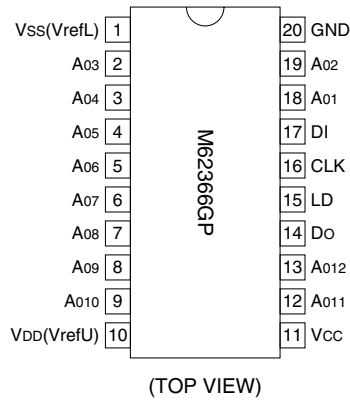 VSS(VrefL) 1 20 GND
A03 2 19 A02
A04 3 18 A01
A05 4 17 DI
A06 5 16 CLK
A07 6 15 LD
A08 7 14 DO
A09 8 13 A012
A010 9 12 A011
VDD(VrefU) 10 11 VCC
M62366GP
(TOP VIEW)